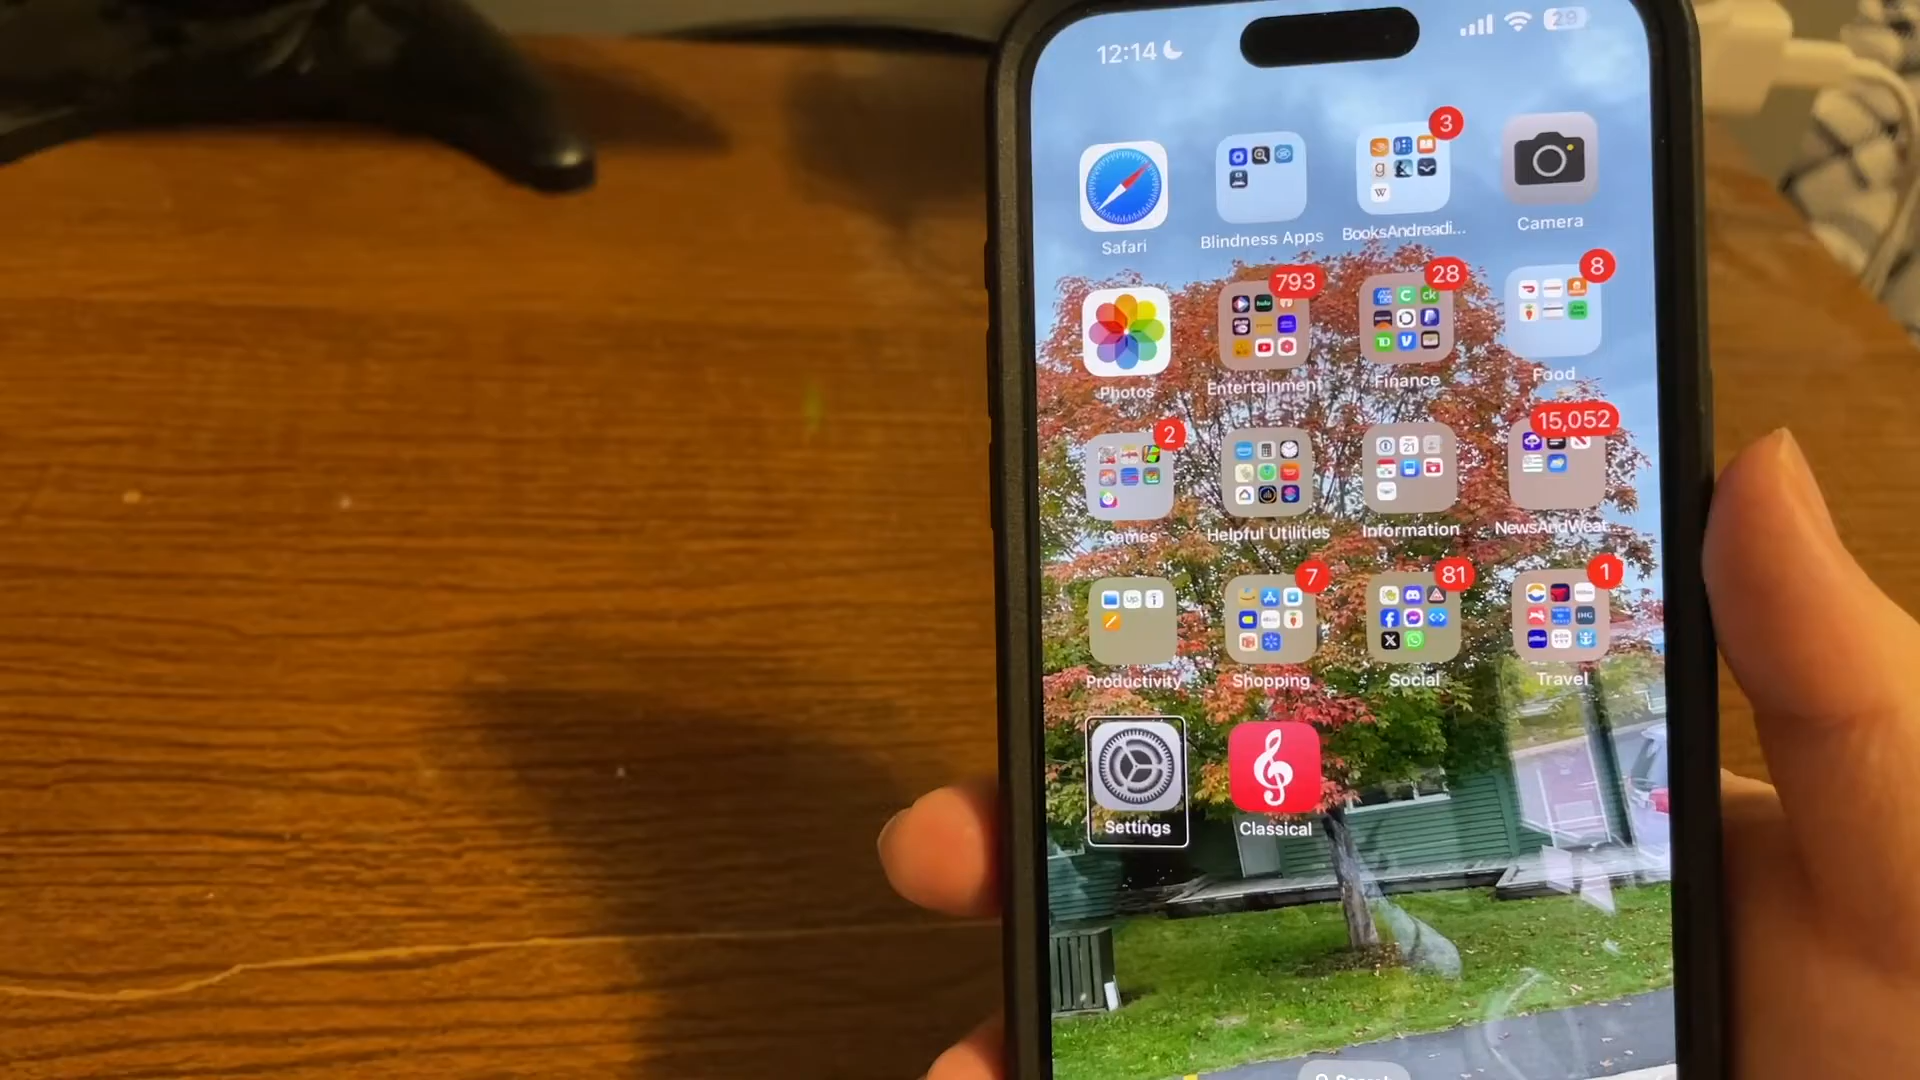 12:14
29
3
Safari
Blindness Apps
BooksAndreadi...
Camera
793
28
8
Photos
Entertainment
Finance
Food
2
15,052
Games
Helpful Utilities
Information
NewsAndWeat...
7
81
1
Productivity
Shopping
Social
Travel
Settings
Classical